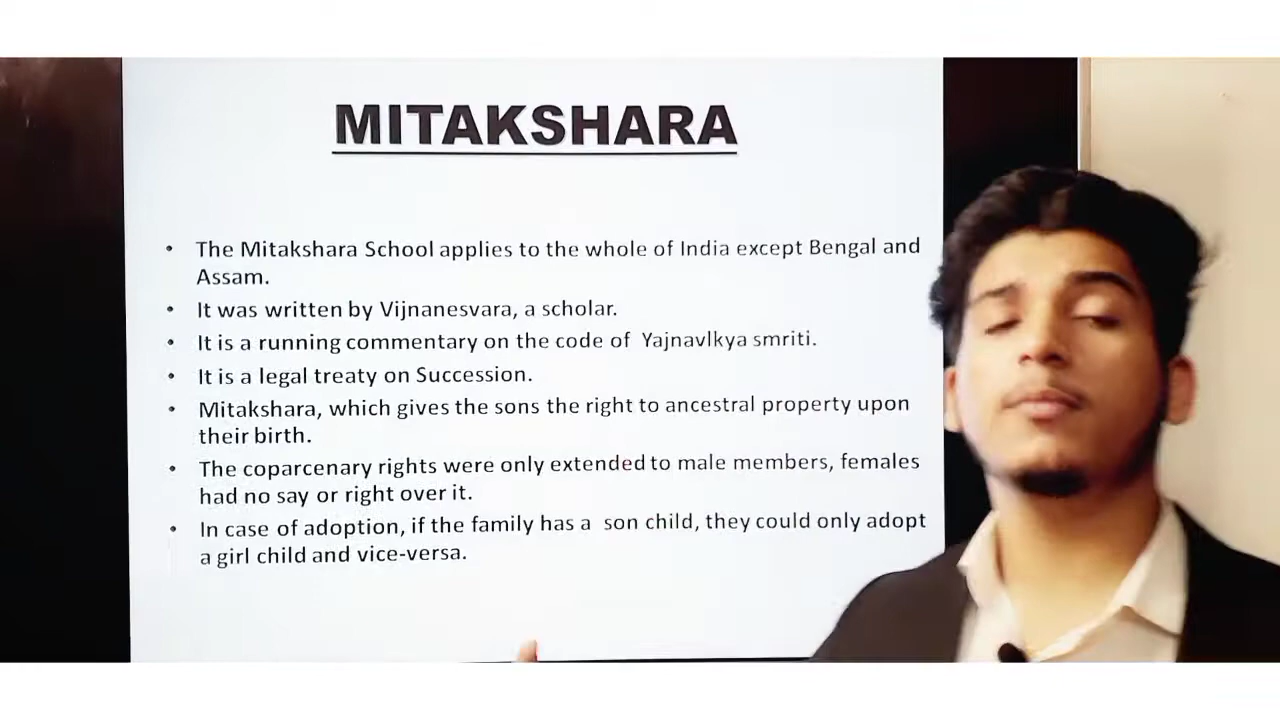 MITAKSHARA
• The Mitakshara School applies to the whole of India except Bengal and
Assam.
• It was written by Vijnanesvara, a scholar.
• It is a running commentary on the code of Yajnavlkya smriti.
• It is a legal treaty on Succession.
• Mitakshara, which gives the sons the right to ancestral property upon
their birth.
• The coparcenary rights were only extended to male members, females
had no say or right over it.
• In case of adoption, if the family has a son child, they could only adopt
a girl child and vice-versa.